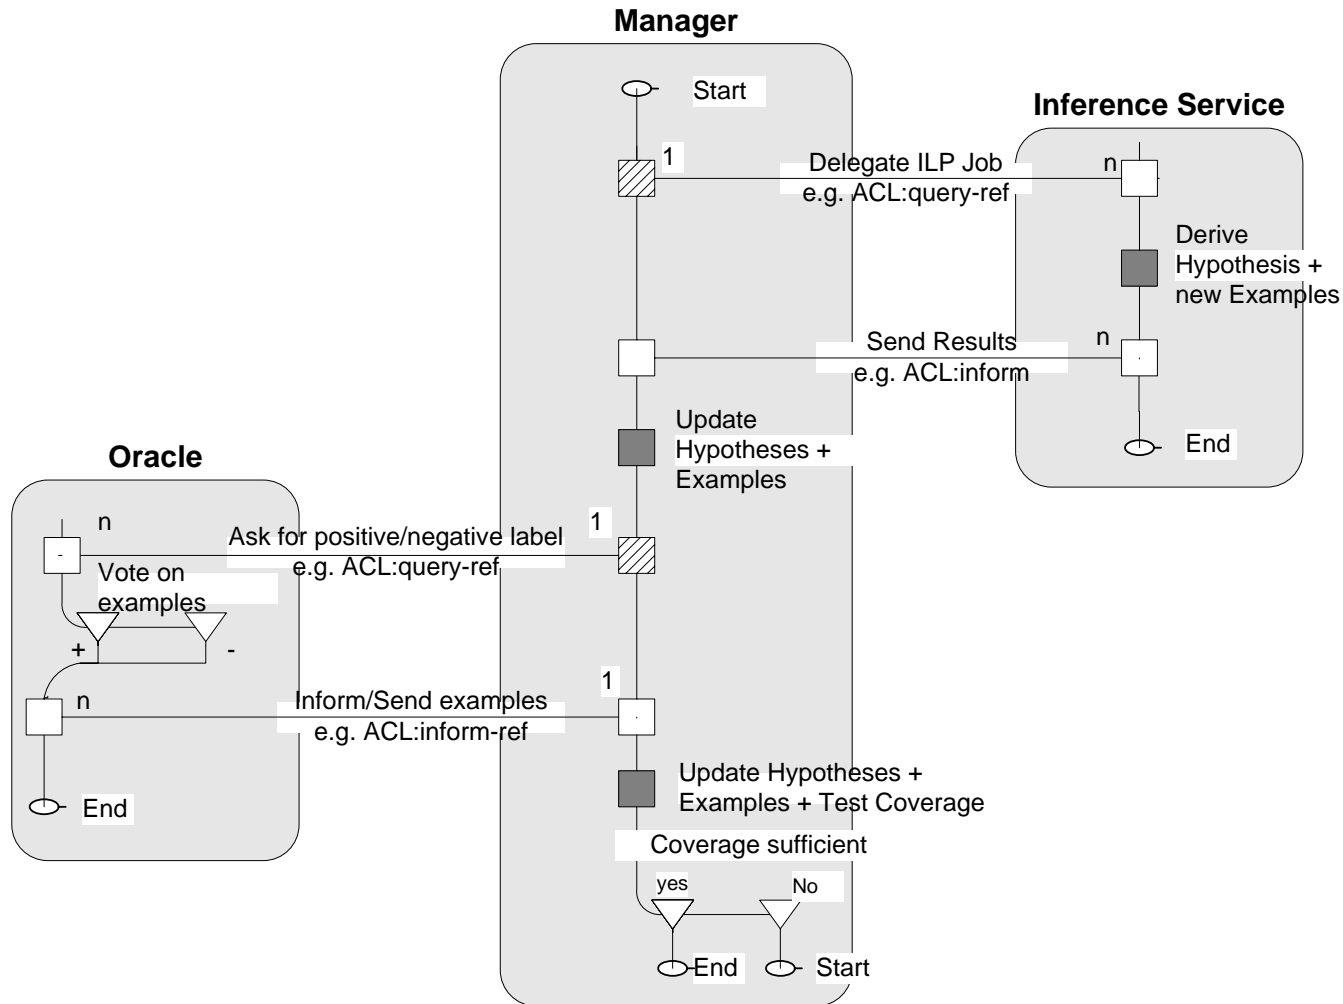 Manager
Start
Inference Service
1
Delegate ILP Job
n
e.g. ACL:query-ref
Derive
Hypothesis +
new Examples
Send Results
n
e.g. ACL:inform
Update
Hypotheses +
Examples
End
Oracle
n
Ask for positive/negative label
1
e.g. ACL:query-ref
Vote on
examples
+
-
n
Inform/Send examples
1
e.g. ACL:inform-ref
End
Update Hypotheses +
Examples + Test Coverage
Coverage sufficient
yes
No
End
Start